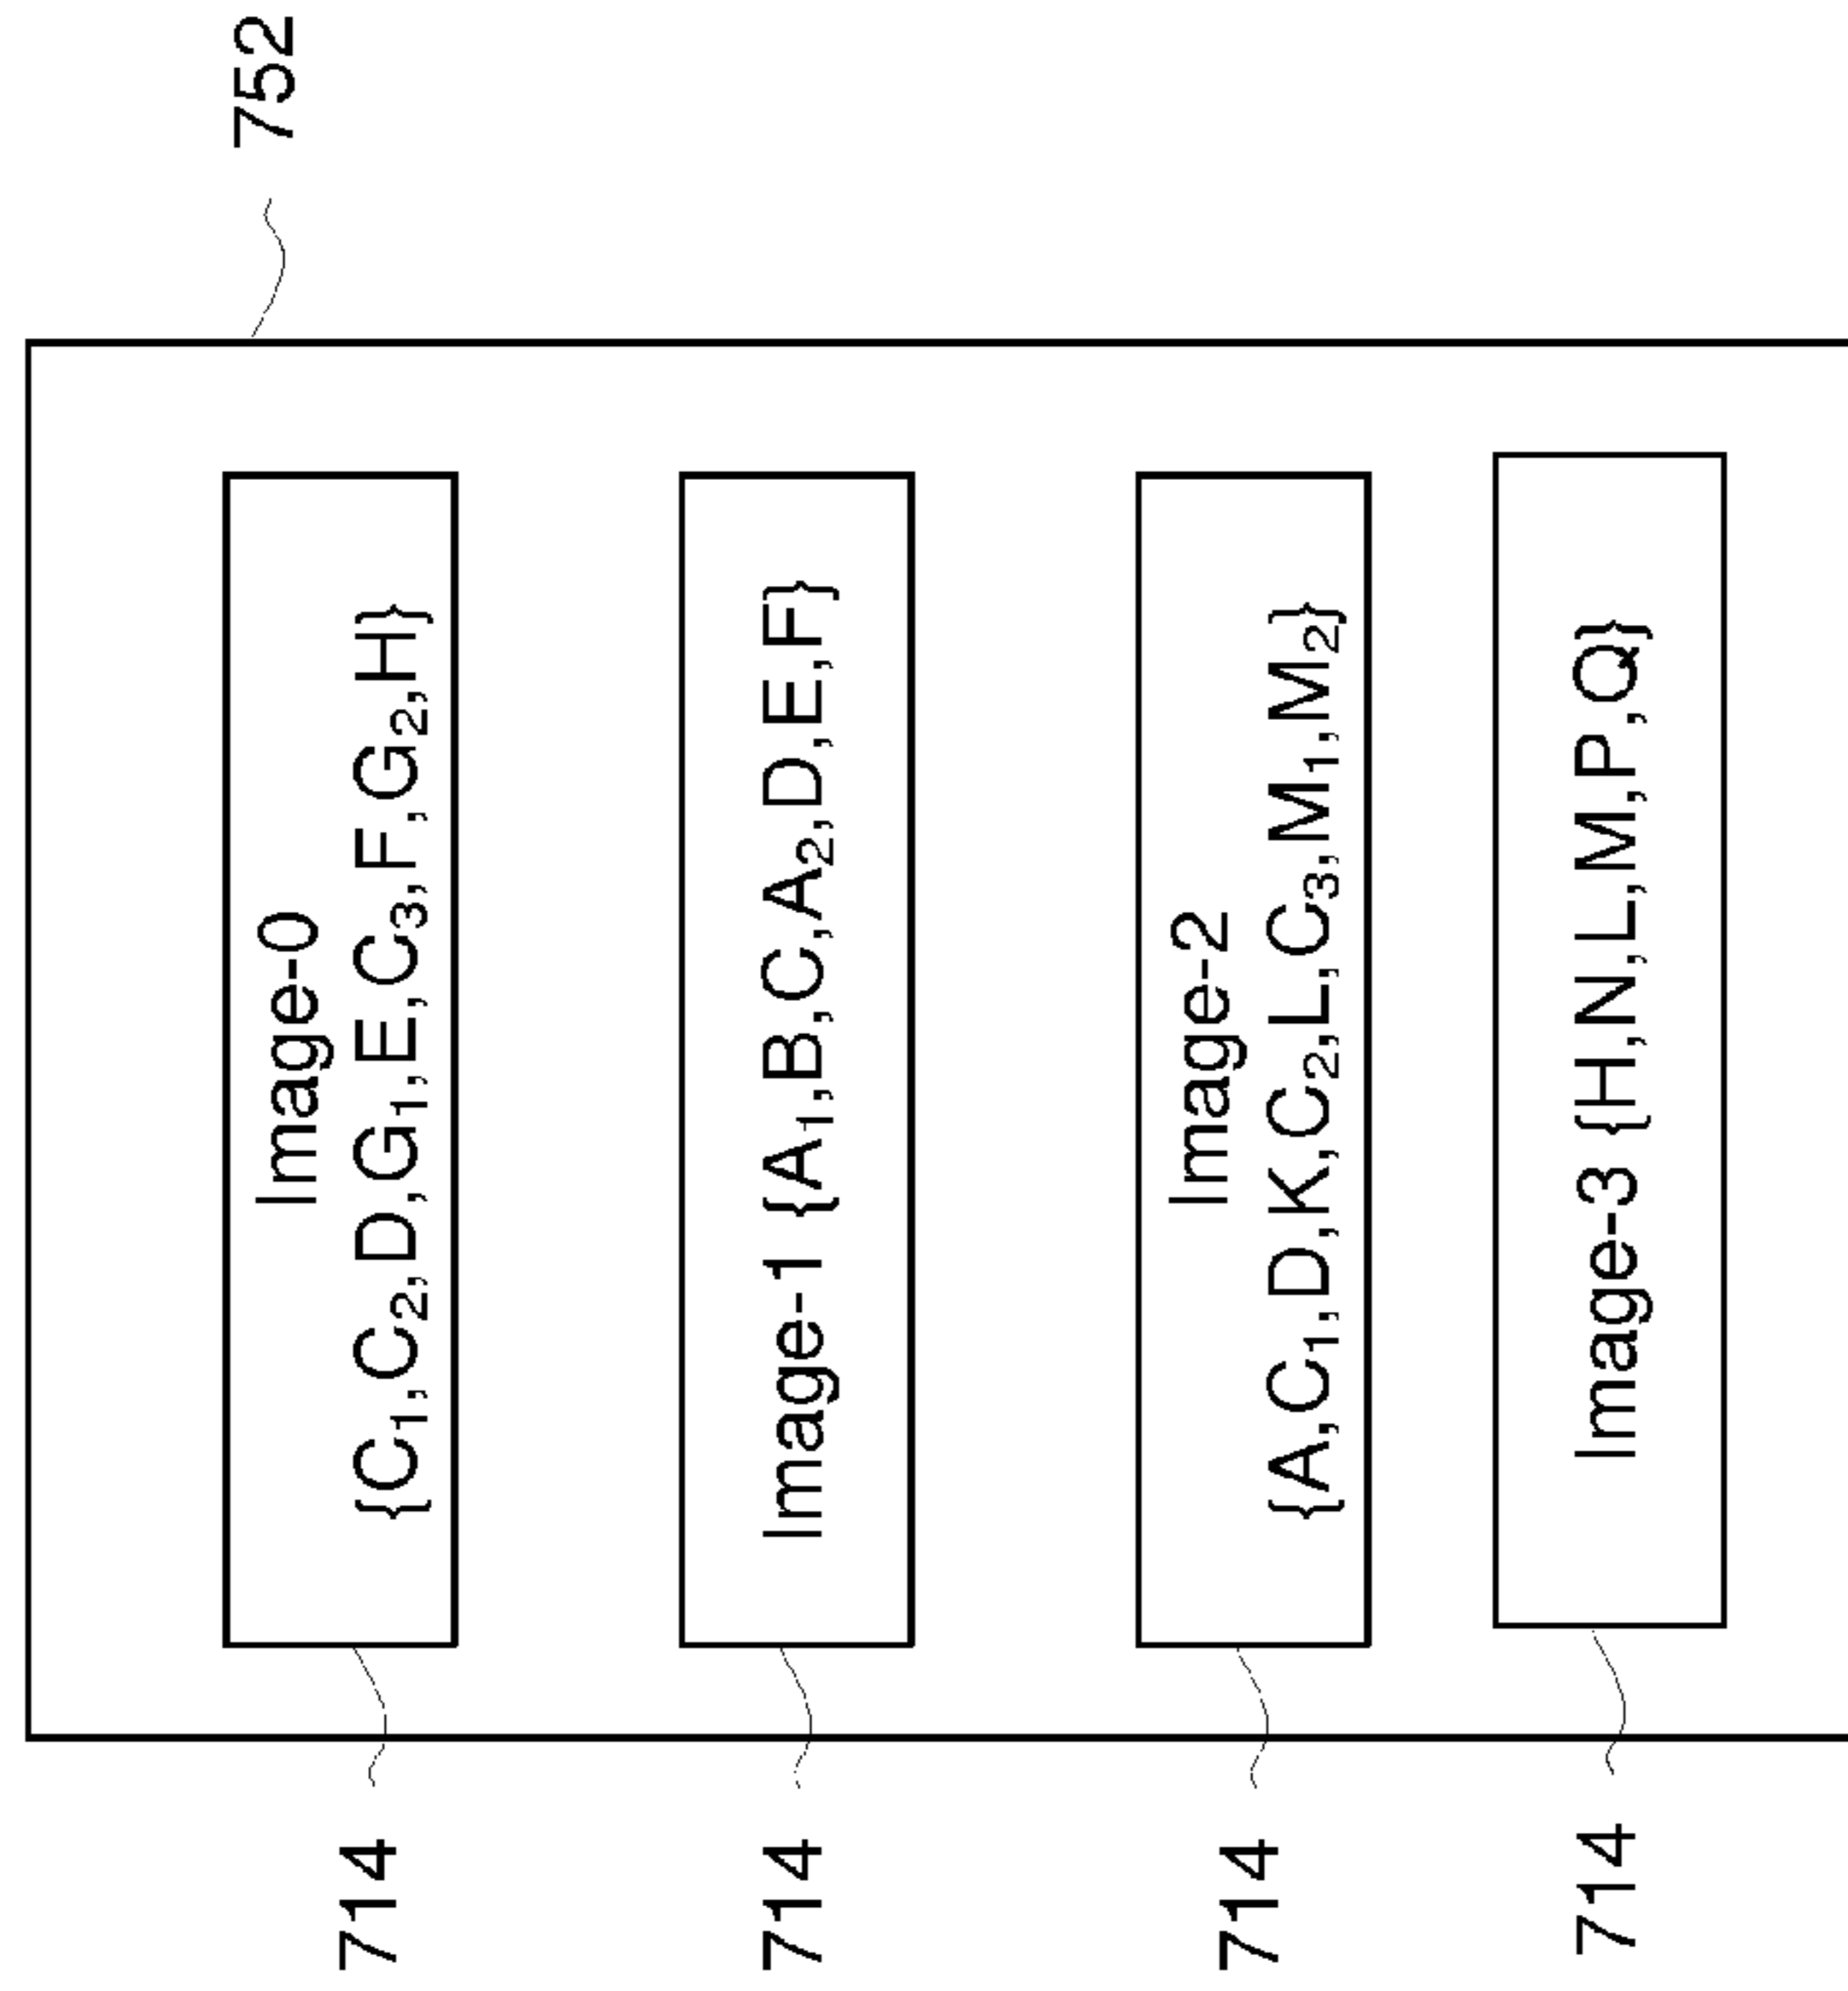 752
714
Image-0
{C₁,C₂,D,G₁,E,C₃,F,G₂,H}
714
Image-1 {A₁,B,C,A₂,D,E,F}
714
Image-2
{A,C₁,D,K,C₂,L,C₃,M₁,M₂}
714
Image-3 {H,N,L,M,P,Q}